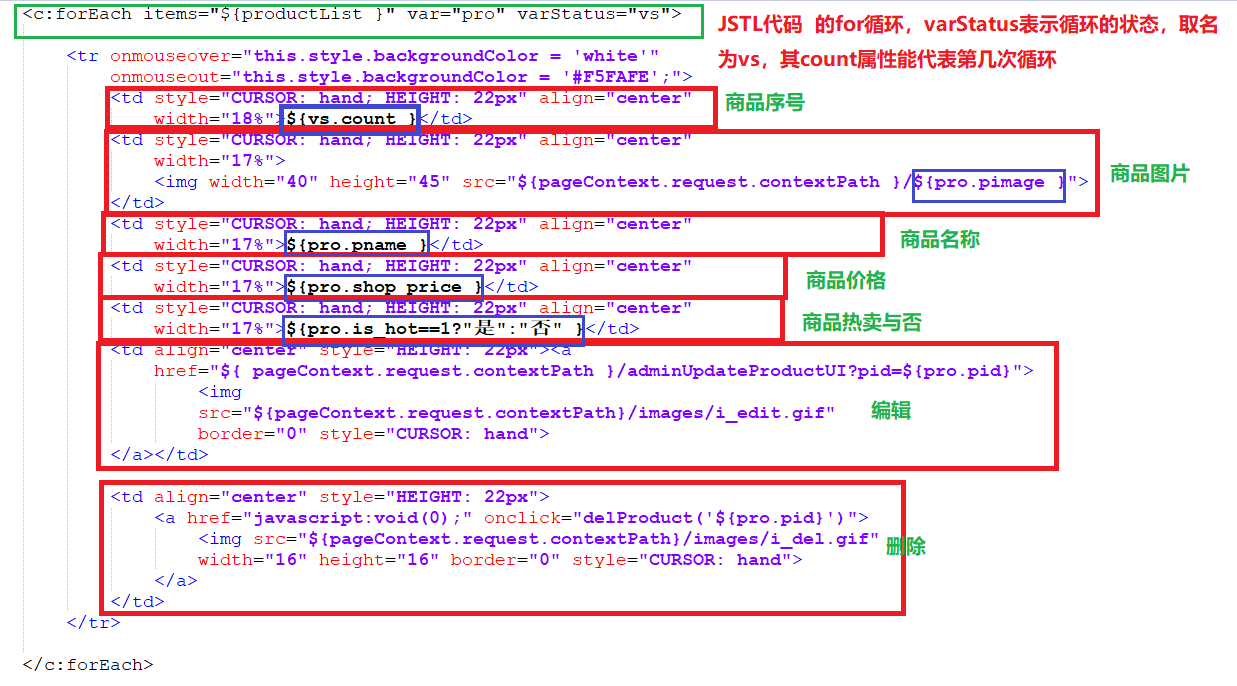 <c:forEach items="${productList }" var="pro" varStatus="vs">
JSTL代码  的for循环，varStatus表示循环的状态，取名
为vs，其count属性能代表第几次循环
<tr onmouseover="this.style.backgroundColor = 'white'"
onmouseout="this.style.backgroundColor = '#F5FAFE';">
<td style="CURSOR: hand; HEIGHT: 22px" align="center"
商品序号
width="18%">${vs.count }</td>
<td style="CURSOR: hand; HEIGHT: 22px" align="center"
width="17%">
<img width="40" height="45" src="${pageContext.request.contextPath }/${pro.pimage }">
商品图片
</td>
<td style="CURSOR: hand; HEIGHT: 22px" align="center"
width="17%">${pro.pname }</td>
商品名称
<td style="CURSOR: hand; HEIGHT: 22px" align="center"
width="17%">${pro.shop_price }</td>
商品价格
<td style="CURSOR: hand; HEIGHT: 22px" align="center"
width="17%">${pro.is_hot==1?"是":"否" }</td>
商品热卖与否
<td align="center" style="HEIGHT: 22px"><a
href="${ pageContext.request.contextPath }/adminUpdateProductUI?pid=${pro.pid}">
<img
src="${pageContext.request.contextPath}/images/i_edit.gif"
编辑
border="0" style="CURSOR: hand">
</a></td>
<td align="center" style="HEIGHT: 22px">
<a href="javascript:void(0);" onclick="delProduct('${pro.pid}')">
<img src="${pageContext.request.contextPath}/images/i_del.gif"
删除
width="16" height="16" border="0" style="CURSOR: hand">
</a>
</td>
</tr>
</c:forEach>